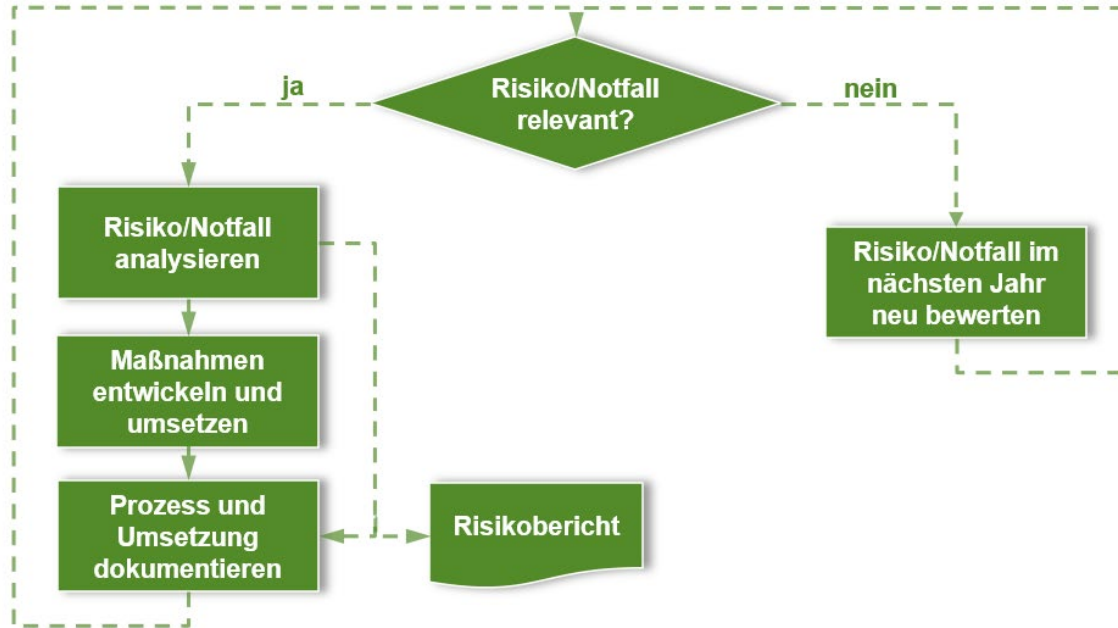 Risiko/Notfall
relevant?
ja
nein
Risiko/Notfall
analysieren
Risiko/Notfall im
nächsten Jahr
neu bewerten
Maßnahmen
entwickeln und
umsetzen
Prozess und
Umsetzung
dokumentieren
Risikobericht